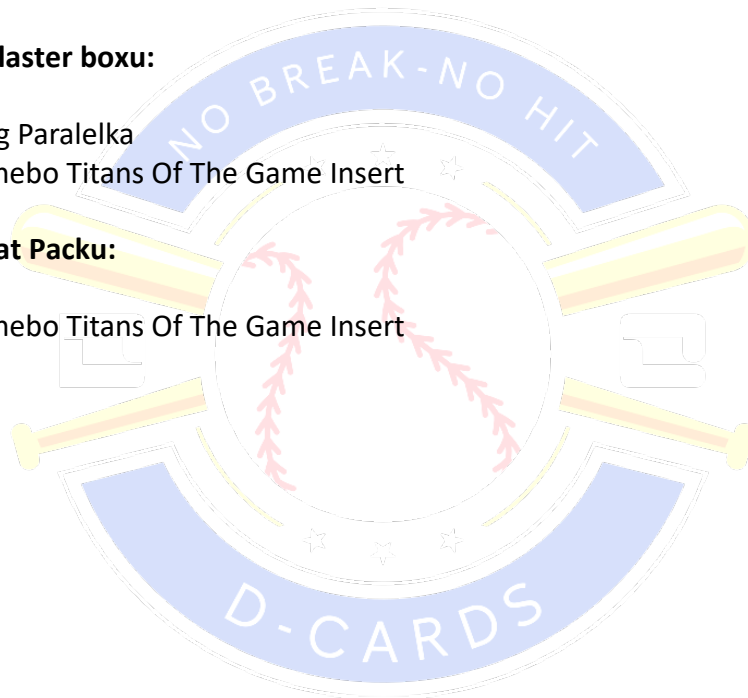 laster boxu:
NO BREAK-NO HIT
g Paralelka
nebo Titans Of The Game Insert
at Packu:
nebo Titans Of The Game Insert
D-CARDS